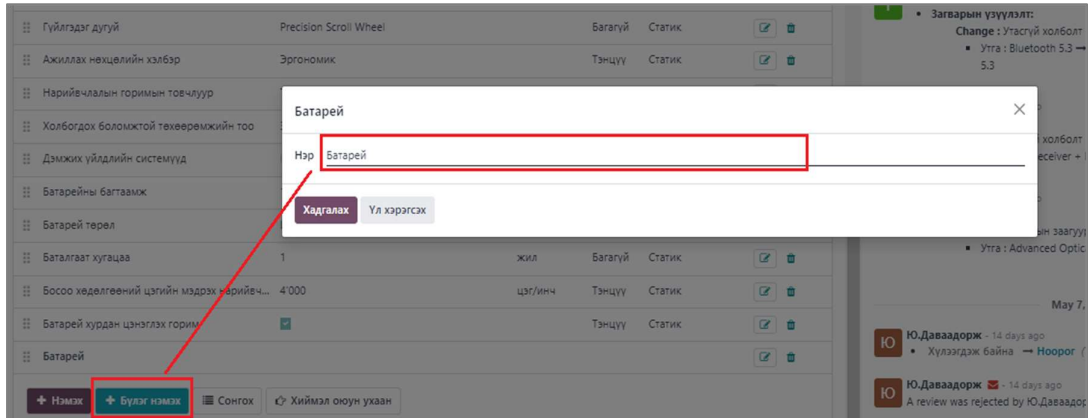 Гүйлгэдэг дугуй Precision Scroll Wheel Багагүй Статик
Ажиллах нөхцөлийн хэлбэр Эргономик Тэнцүү Статик
Нарийвчлалын горимын товчлуур
Холбогдох боломжтой төхөөрөмжийн тоо
Дэмжих үйлдлийн системүүд
Батарейны багтаамж
Батарей төрөл
Баталгаат хугацаа 1 жил Багагүй Статик
Босоо хөдөлгөөний цэгийн мэдрэх нарийвч... 4'000 цэг/инч Тэнцүү Статик
Батарей хурдан цэнэглэх горим Тэнцүү Статик
Батарей
+ Нэмэх + Бүлэг нэмэх Сонгох Хиймэл оюун ухаан
Батарей ×
Нэр Батарей
Хадгалах Үл хэрэгсэх
Загварын үзүүлэлт:
Change : Утасгүй холболт
Утга : Bluetooth 5.3 →
5.3
холболт
eceiver +
ын заагуу
Утга : Advanced Optic
May 7,
Ю Ю.Даваадорж - 14 days ago
Хүлээгдэж байна → Hoopor (
Ю Ю.Даваадорж - 14 days ago
A review was rejected by Ю.Даваадор